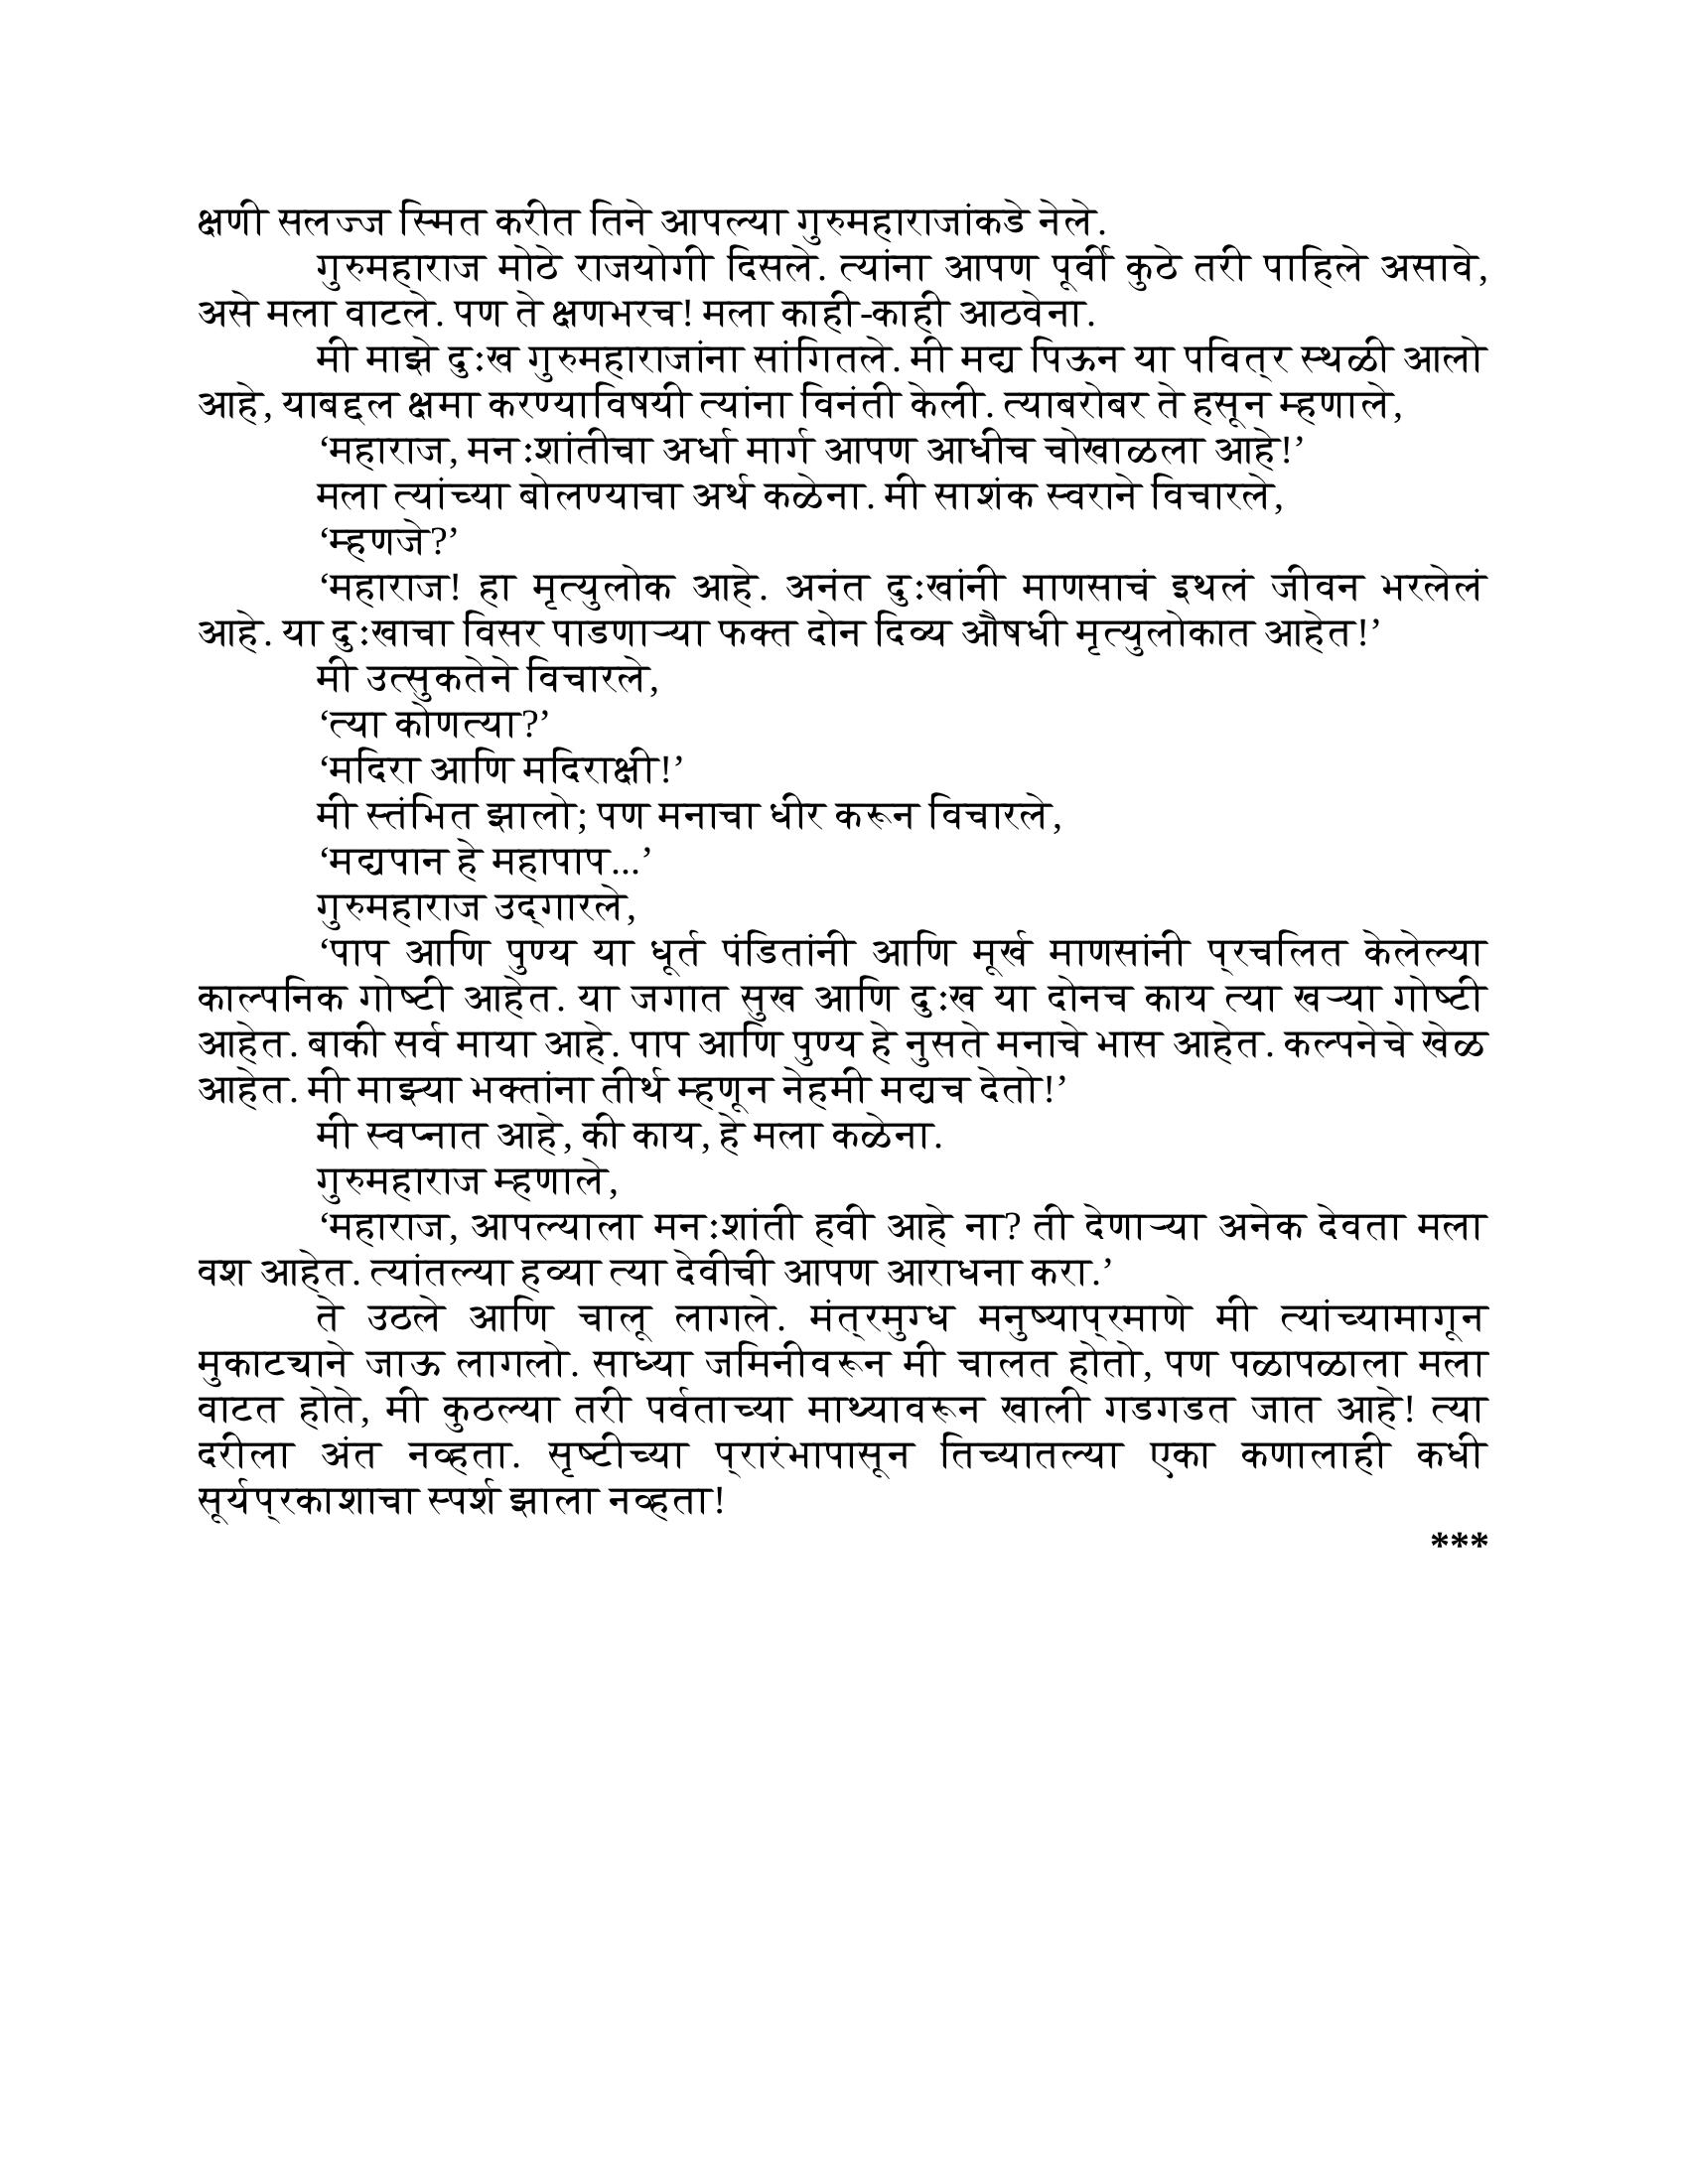 क्षणी सलज्ज स्मित करीत तिने आपल्या गुरुमहाराजांकडे नेले.
गुरुमहाराज मोठे राजयोगी दिसले. त्यांना आपण पूर्वी कुठे तरी पाहिले असावे,
असे मला वाटले. पण ते क्षणभरच! मला काही-काही आठवेना.
मी माझे दुःख गुरुमहाराजांना सांगितले. मी मद्य पिऊन या पवित्र स्थळी आलो
आहे, याबद्दल क्षमा करण्याविषयी त्यांना विनंती केली. त्याबरोबर ते हसून म्हणाले,
‘महाराज, मनःशांतीचा अर्धा मार्ग आपण आधीच चोखाळला आहे!’
मला त्यांच्या बोलण्याचा अर्थ कळेना. मी साशंक स्वराने विचारले,
‘म्हणजे?’
‘महाराज! हा मृत्युलोक आहे. अनंत दुःखांनी माणसाचं इथलं जीवन भरलेलं
आहे. या दुःखाचा विसर पाडणाऱ्या फक्त दोन दिव्य औषधी मृत्युलोकात आहेत!’
मी उत्सुकतेने विचारले,
‘त्या कोणत्या?’
‘मदिरा आणि मदिराक्षी!’
मी स्तंभित झालो; पण मनाचा धीर करून विचारले,
‘मद्यपान हे महापाप...’
गुरुमहाराज उद्‌गारले,
‘पाप आणि पुण्य या धूर्त पंडितांनी आणि मूर्ख माणसांनी प्रचलित केलेल्या
काल्पनिक गोष्टी आहेत. या जगात सुख आणि दुःख या दोनच काय त्या खऱ्या गोष्टी
आहेत. बाकी सर्व माया आहे. पाप आणि पुण्य हे नुसते मनाचे भास आहेत. कल्पनेचे खेळ
आहेत. मी माझ्या भक्तांना तीर्थ म्हणून नेहमी मद्यच देतो!’
मी स्वप्नात आहे, की काय, हे मला कळेना.
गुरुमहाराज म्हणाले,
‘महाराज, आपल्याला मनःशांती हवी आहे ना? ती देणाऱ्या अनेक देवता मला
वश आहेत. त्यांतल्या हव्या त्या देवीची आपण आराधना करा.’
ते उठले आणि चालू लागले. मंत्रमुग्ध मनुष्याप्रमाणे मी त्यांच्यामागून
मुकाट्याने जाऊ लागलो. साध्या जमिनीवरून मी चालत होतो, पण पळापळाला मला
वाटत होते, मी कुठल्या तरी पर्वताच्या माथ्यावरून खाली गडगडत जात आहे! त्या
दरीला अंत नव्हता. सृष्टीच्या प्रारंभापासून तिच्यातल्या एका कणालाही कधी
सूर्यप्रकाशाचा स्पर्श झाला नव्हता!
***